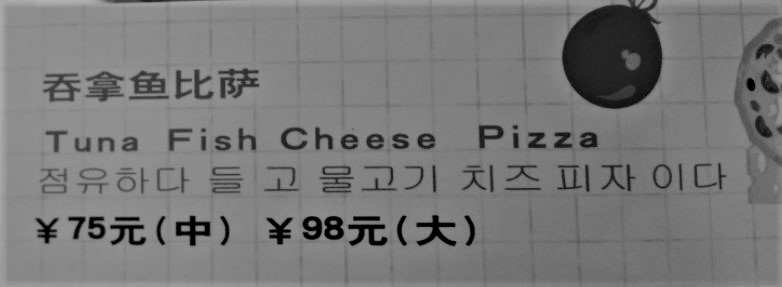 吞拿鱼比萨
Tuna Fish Cheese Pizza
점유하다 들 고 물고기 치즈 피자 이다
￥75元(中) ￥98元(大)